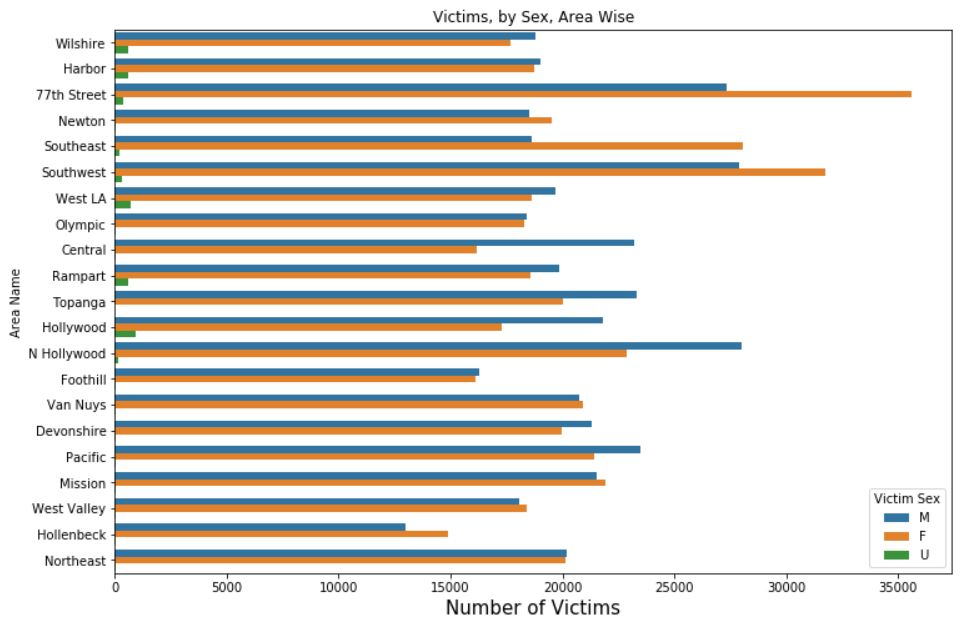 Victims, by Sex, Area Wise
Area Name
Wilshire
Harbor
77th Street
Newton
Southeast
Southwest
West LA
Olympic
Central
Rampart
Topanga
Hollywood
N Hollywood
Foothill
Van Nuys
Devonshire
Pacific
Mission
West Valley
Hollenbeck
Northeast
Victim Sex
M
F
U
0 5000 10000 15000 20000 25000 30000 35000
Number of Victims